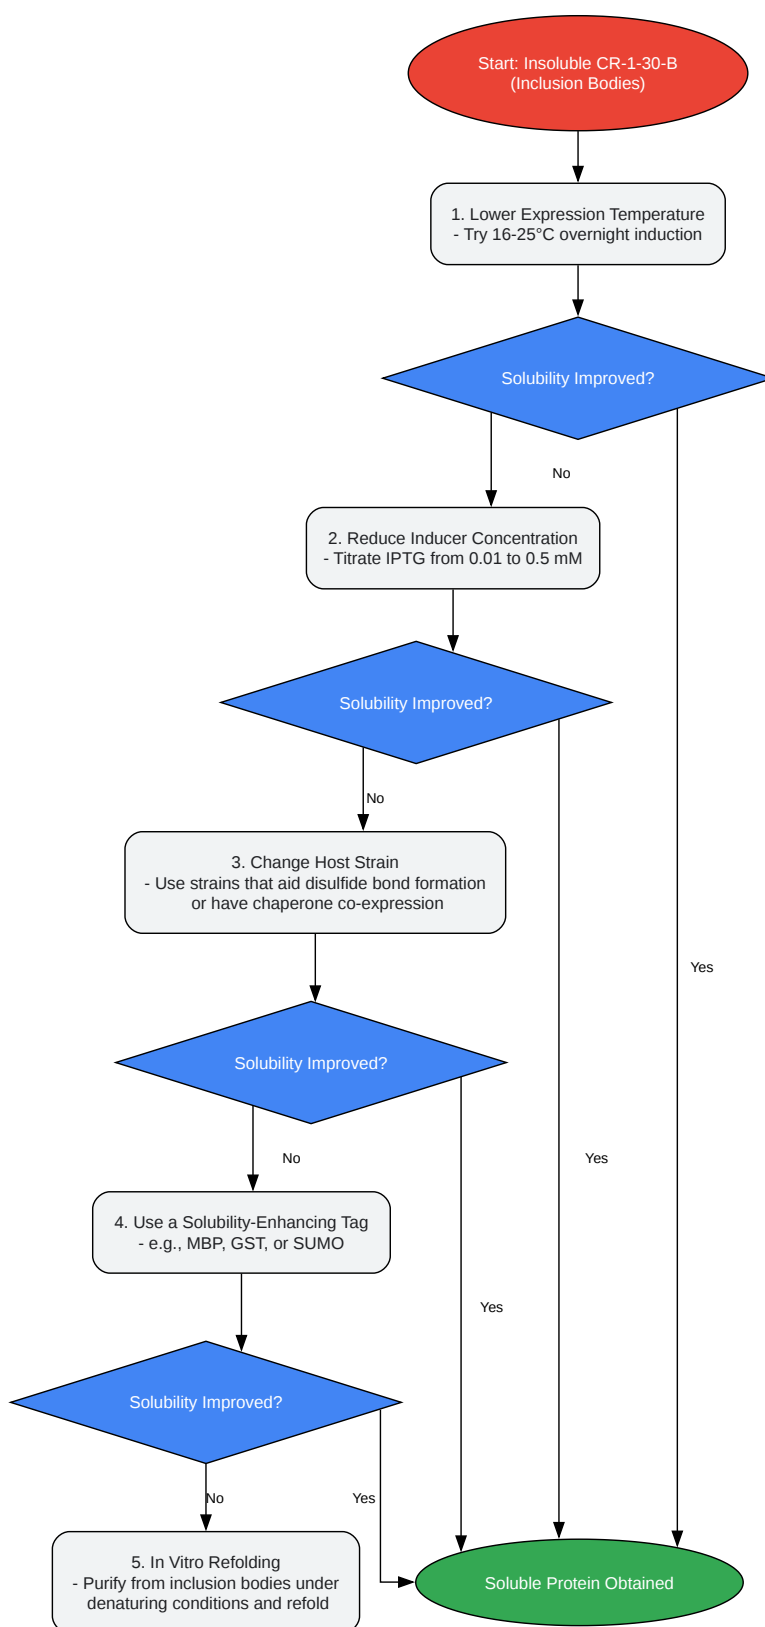 Start: Insoluble CR-1-30-B
(Inclusion Bodies)
1. Lower Expression Temperature
- Try 16-25°C overnight induction
Solubility Improved?
No
2. Reduce Inducer Concentration
- Titrate IPTG from 0.01 to 0.5 mM
Solubility Improved?
No
3. Change Host Strain
- Use strains that aid disulfide bond formation
or have chaperone co-expression
Yes
Solubility Improved?
No
Yes
4. Use a Solubility-Enhancing Tag
- e.g., MBP, GST, or SUMO
Yes
Solubility Improved?
No
Yes
5. In Vitro Refolding
- Purify from inclusion bodies under
denaturing conditions and refold
Soluble Protein Obtained